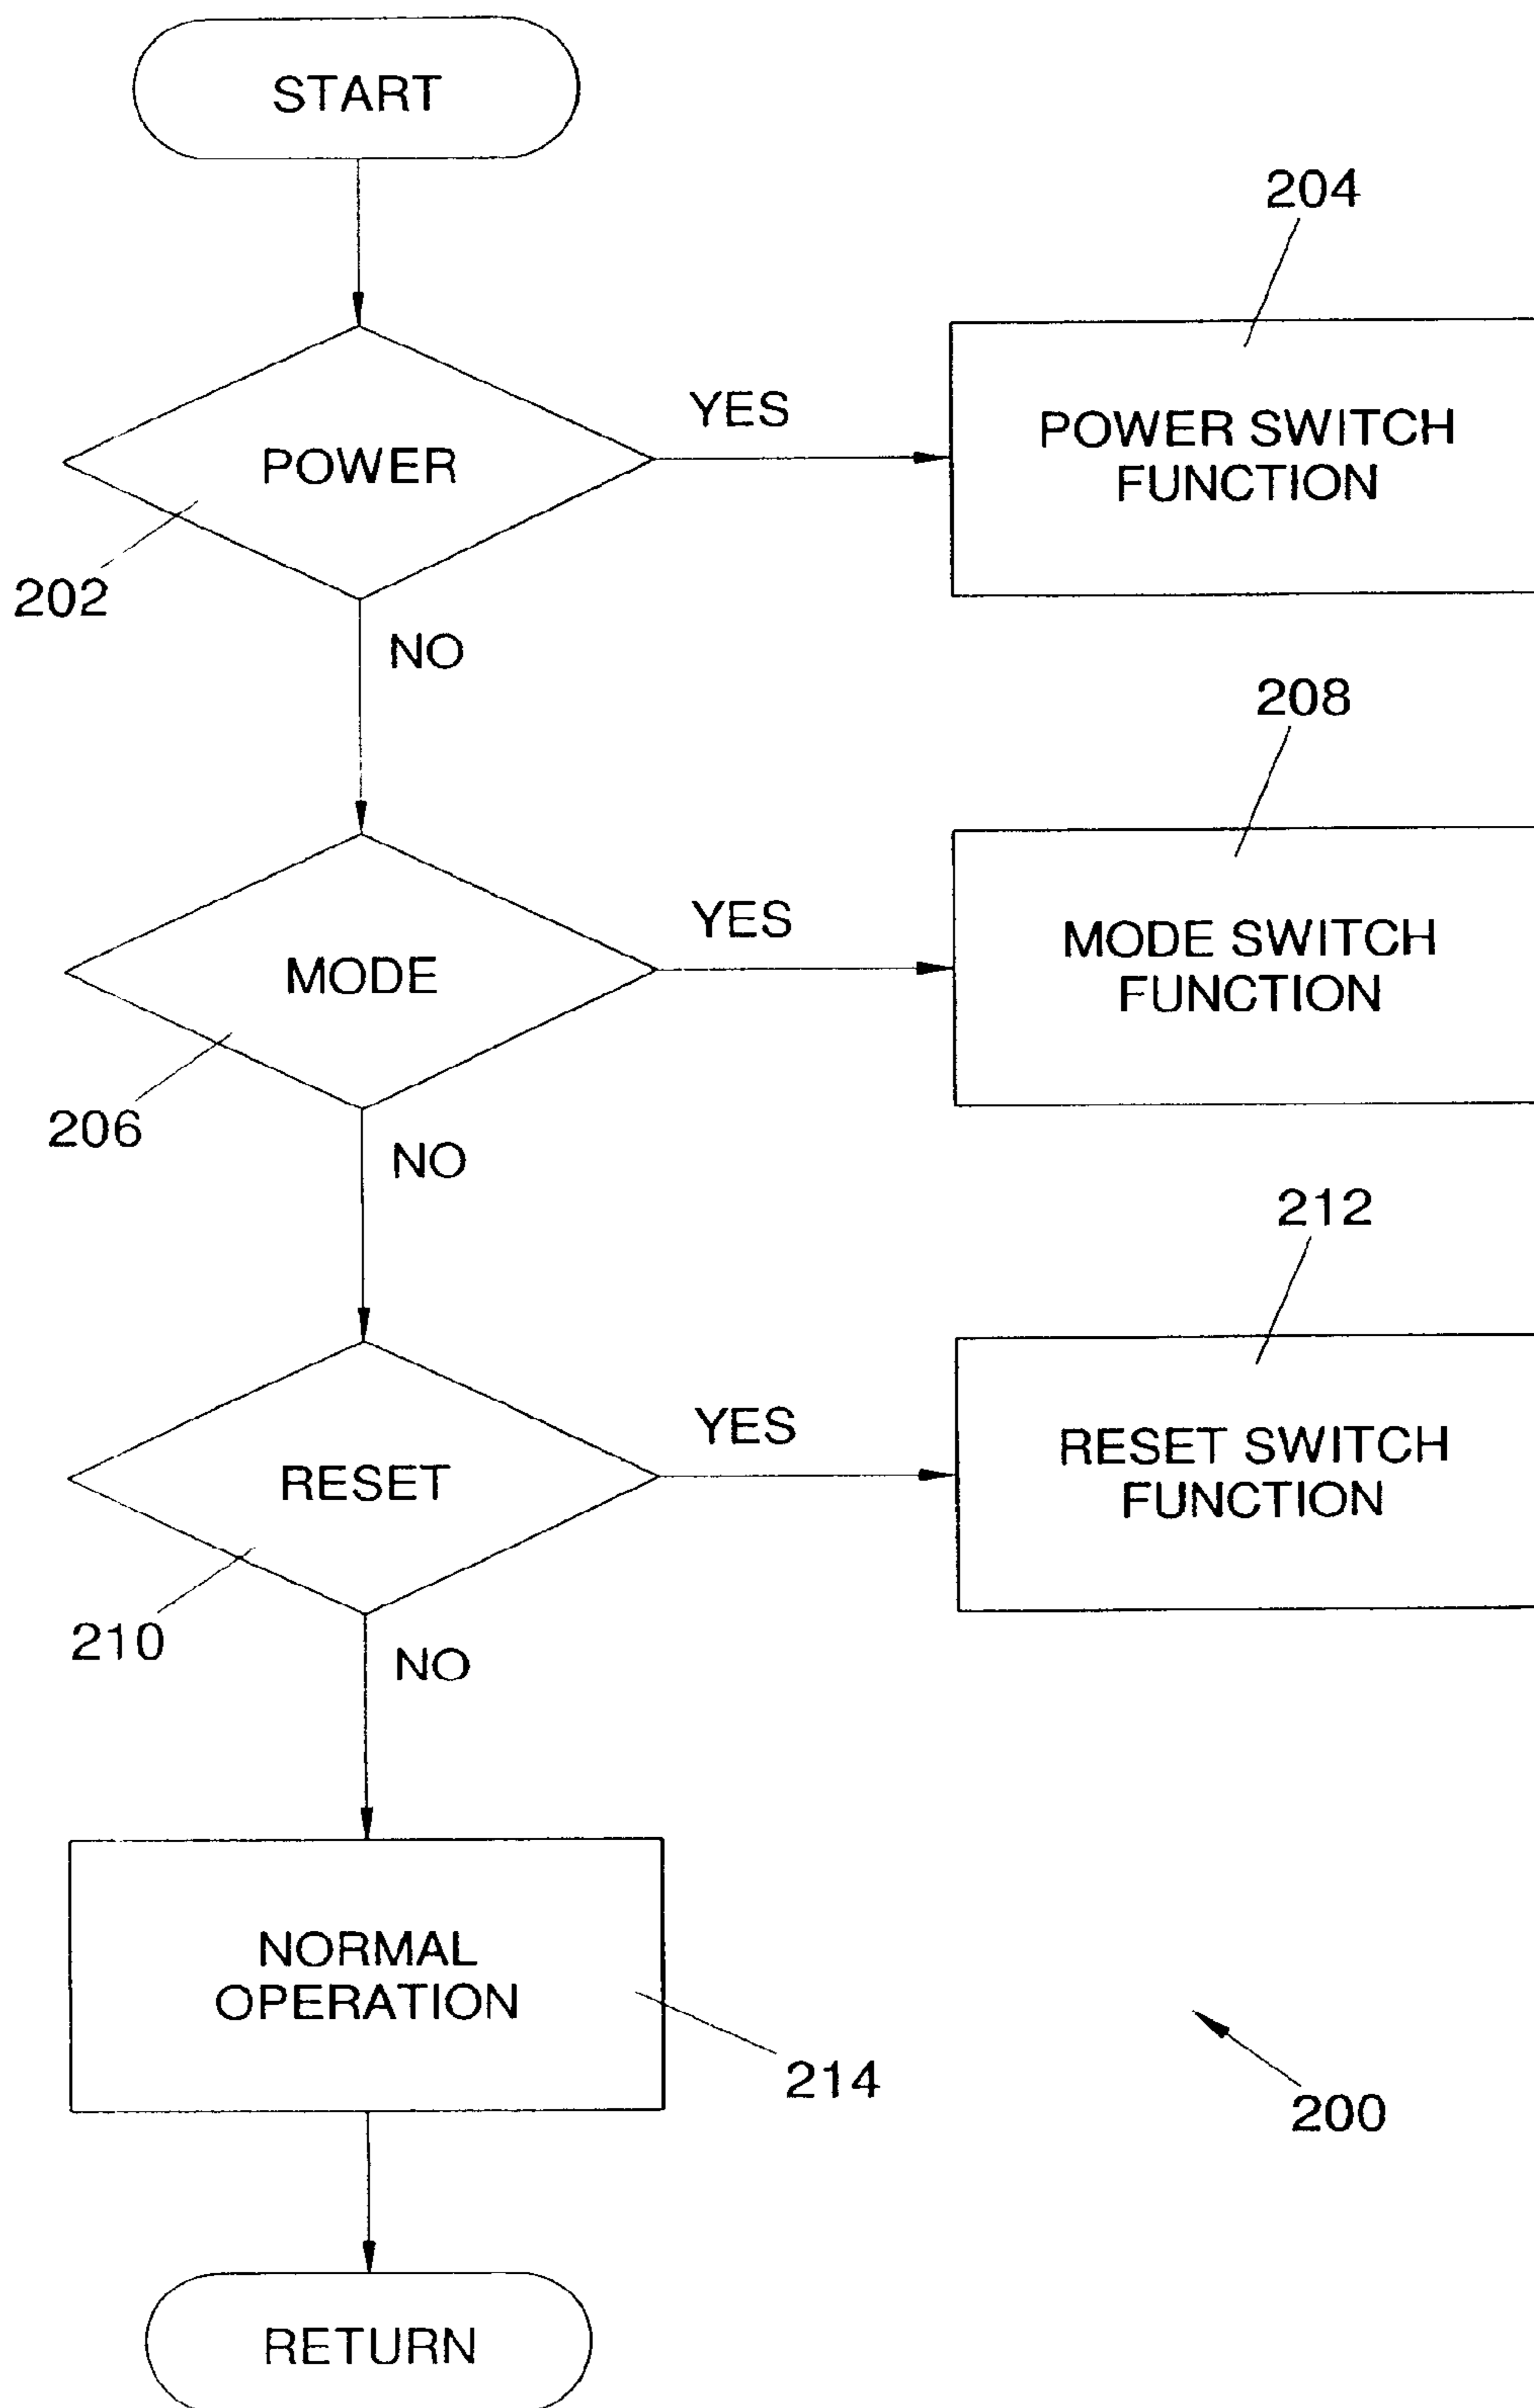 START
204
POWER
YES
POWER SWITCH
FUNCTION
202
NO
208
MODE
YES
MODE SWITCH
FUNCTION
206
NO
212
RESET
YES
RESET SWITCH
FUNCTION
210
NO
NORMAL
OPERATION
214
200
RETURN